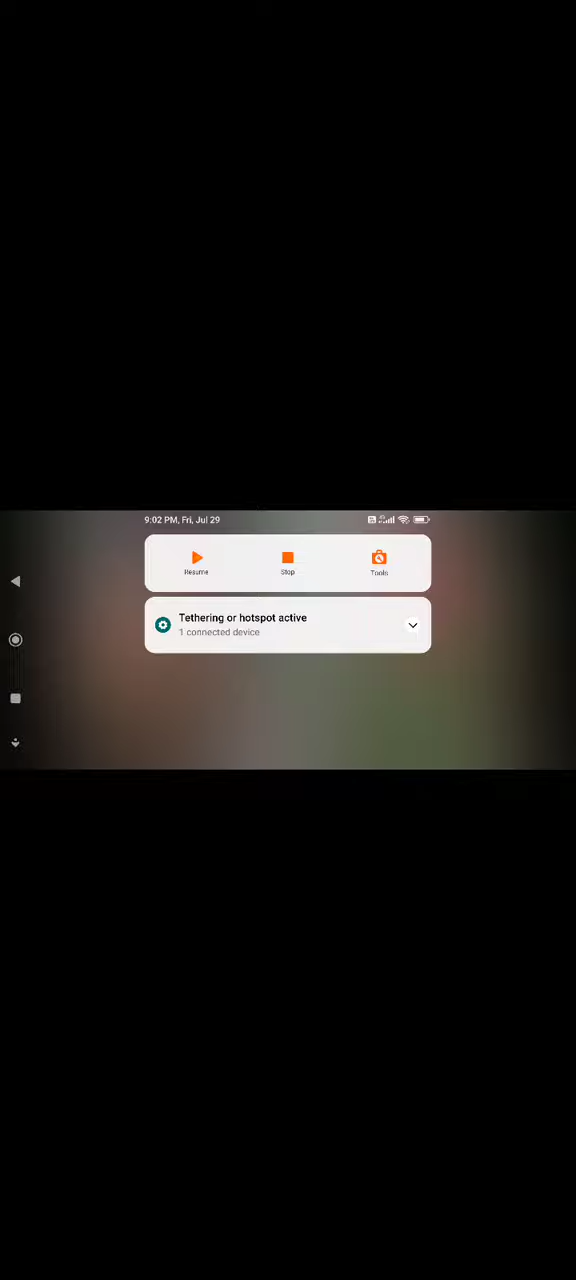 9:02 PM, Fri, Jul 29
Resume
Stop
Tools
Tethering or hotspot active
1 connected device